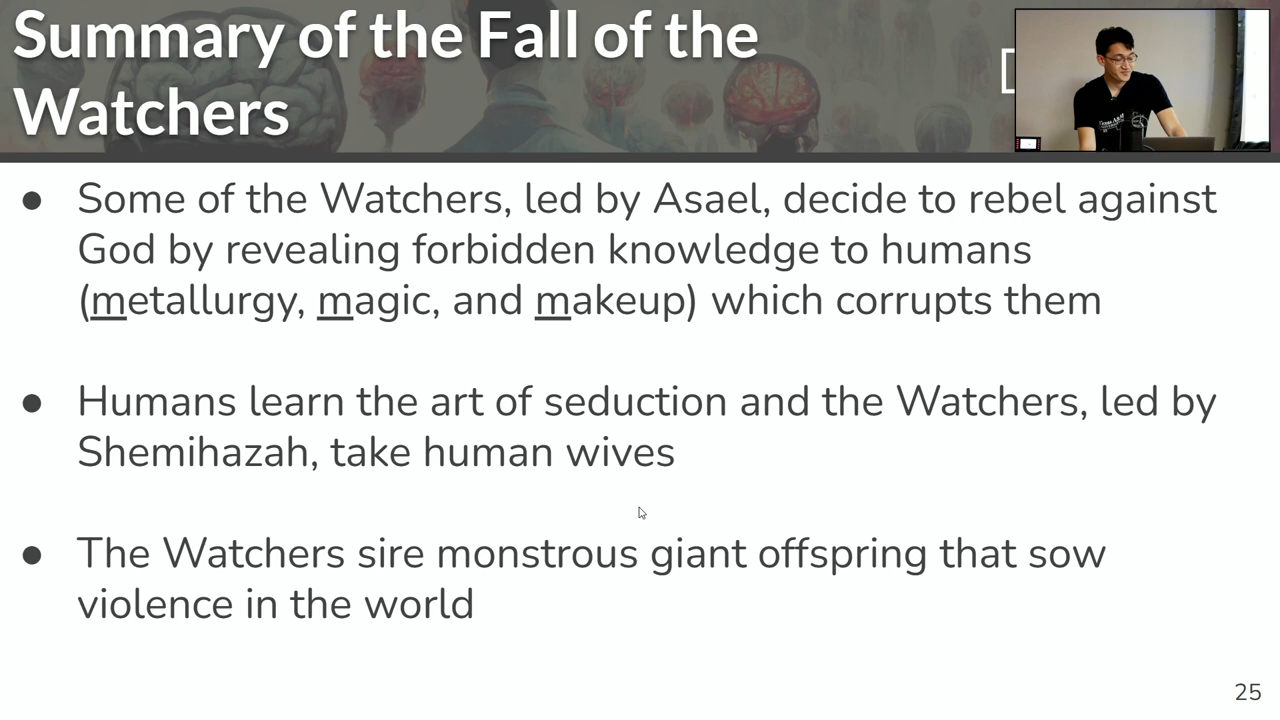 Summary of the Fall of the
Watchers
● Some of the Watchers, led by Asael, decide to rebel against
God by revealing forbidden knowledge to humans
(metallurgy, magic, and makeup) which corrupts them
● Humans learn the art of seduction and the Watchers, led by
Shemihazah, take human wives
● The Watchers sire monstrous giant offspring that sow
violence in the world
25